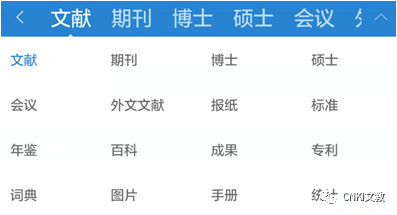 文献 期刊 博士 硕士 会议
文献 期刊 博士 硕士
会议 外文文献 报纸 标准
年鉴 百科 成果 专利
词典 图片 手册 统计
CNKI文教